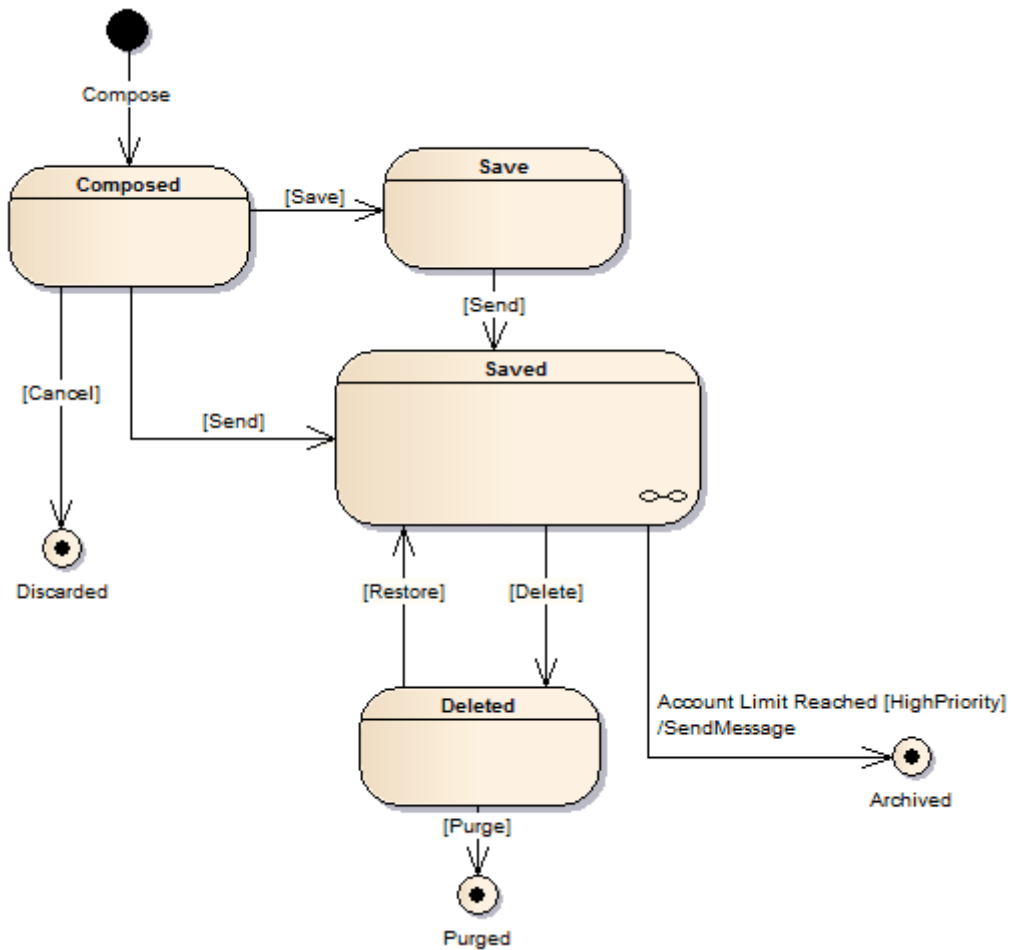 Compose
Composed
Save
[Save]
[Send]
Saved
[Cancel]
[Send]
Discarded
[Restore]
[Delete]
Deleted
Account Limit Reached [HighPriority]
/SendMessage
Archived
[Purge]
Purged